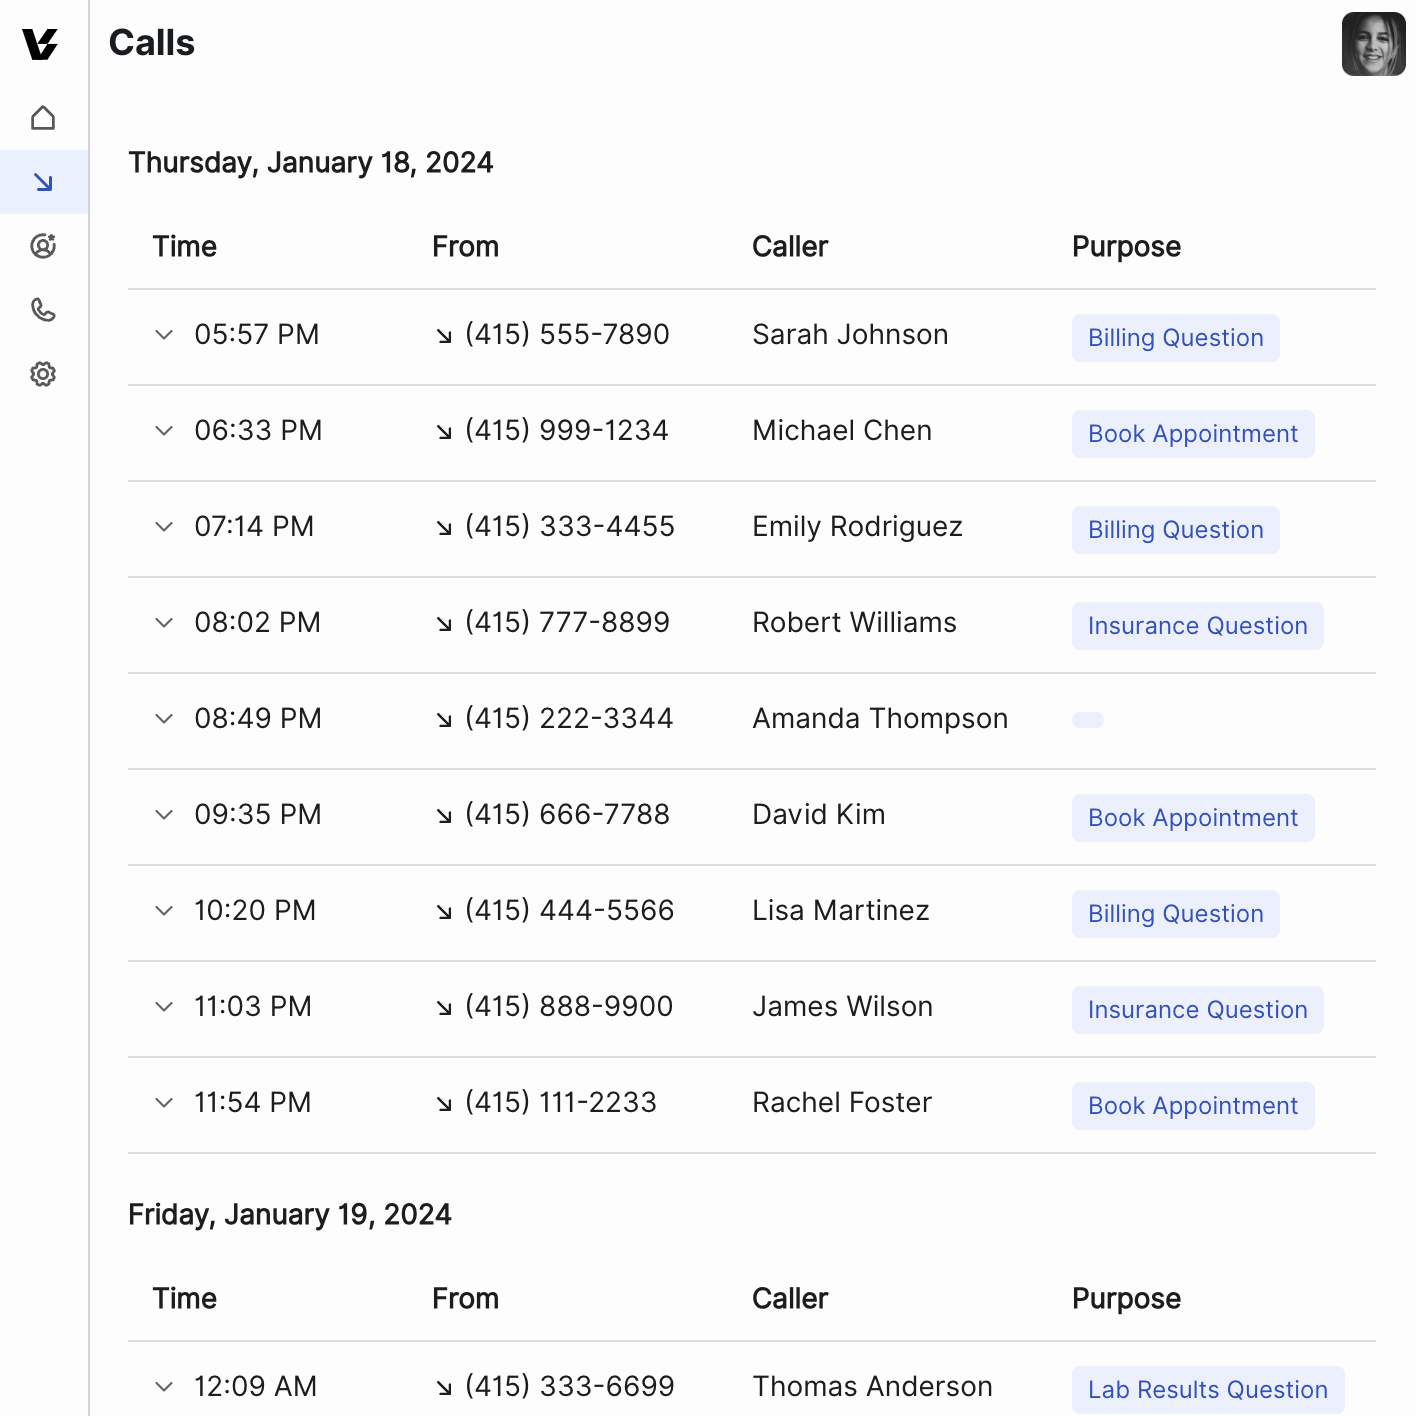 Calls
Thursday, January 18, 2024
Time From Caller Purpose
05:57 PM (415) 555-7890 Sarah Johnson Billing Question
06:33 PM (415) 999-1234 Michael Chen Book Appointment
07:14 PM (415) 333-4455 Emily Rodriguez Billing Question
08:02 PM (415) 777-8899 Robert Williams Insurance Question
08:49 PM (415) 222-3344 Amanda Thompson
09:35 PM (415) 666-7788 David Kim Book Appointment
10:20 PM (415) 444-5566 Lisa Martinez Billing Question
11:03 PM (415) 888-9900 James Wilson Insurance Question
11:54 PM (415) 111-2233 Rachel Foster Book Appointment
Friday, January 19, 2024
Time From Caller Purpose
12:09 AM (415) 333-6699 Thomas Anderson Lab Results Question